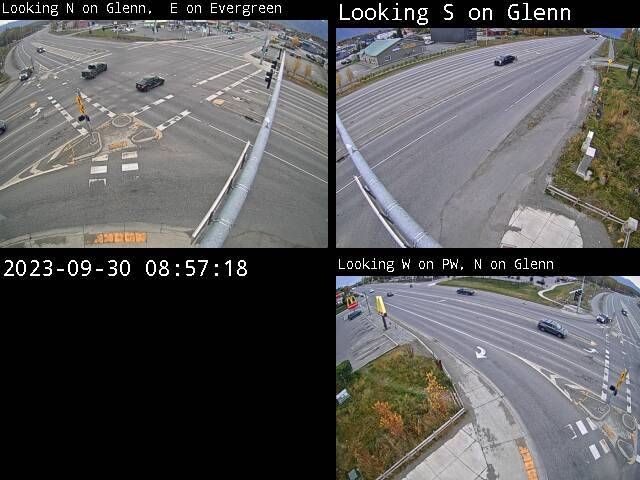 Looking N on Glenn,  E on Evergreen
Looking S on Glenn
2023-09-30 08:57:18
Looking W on PW, N on Glenn